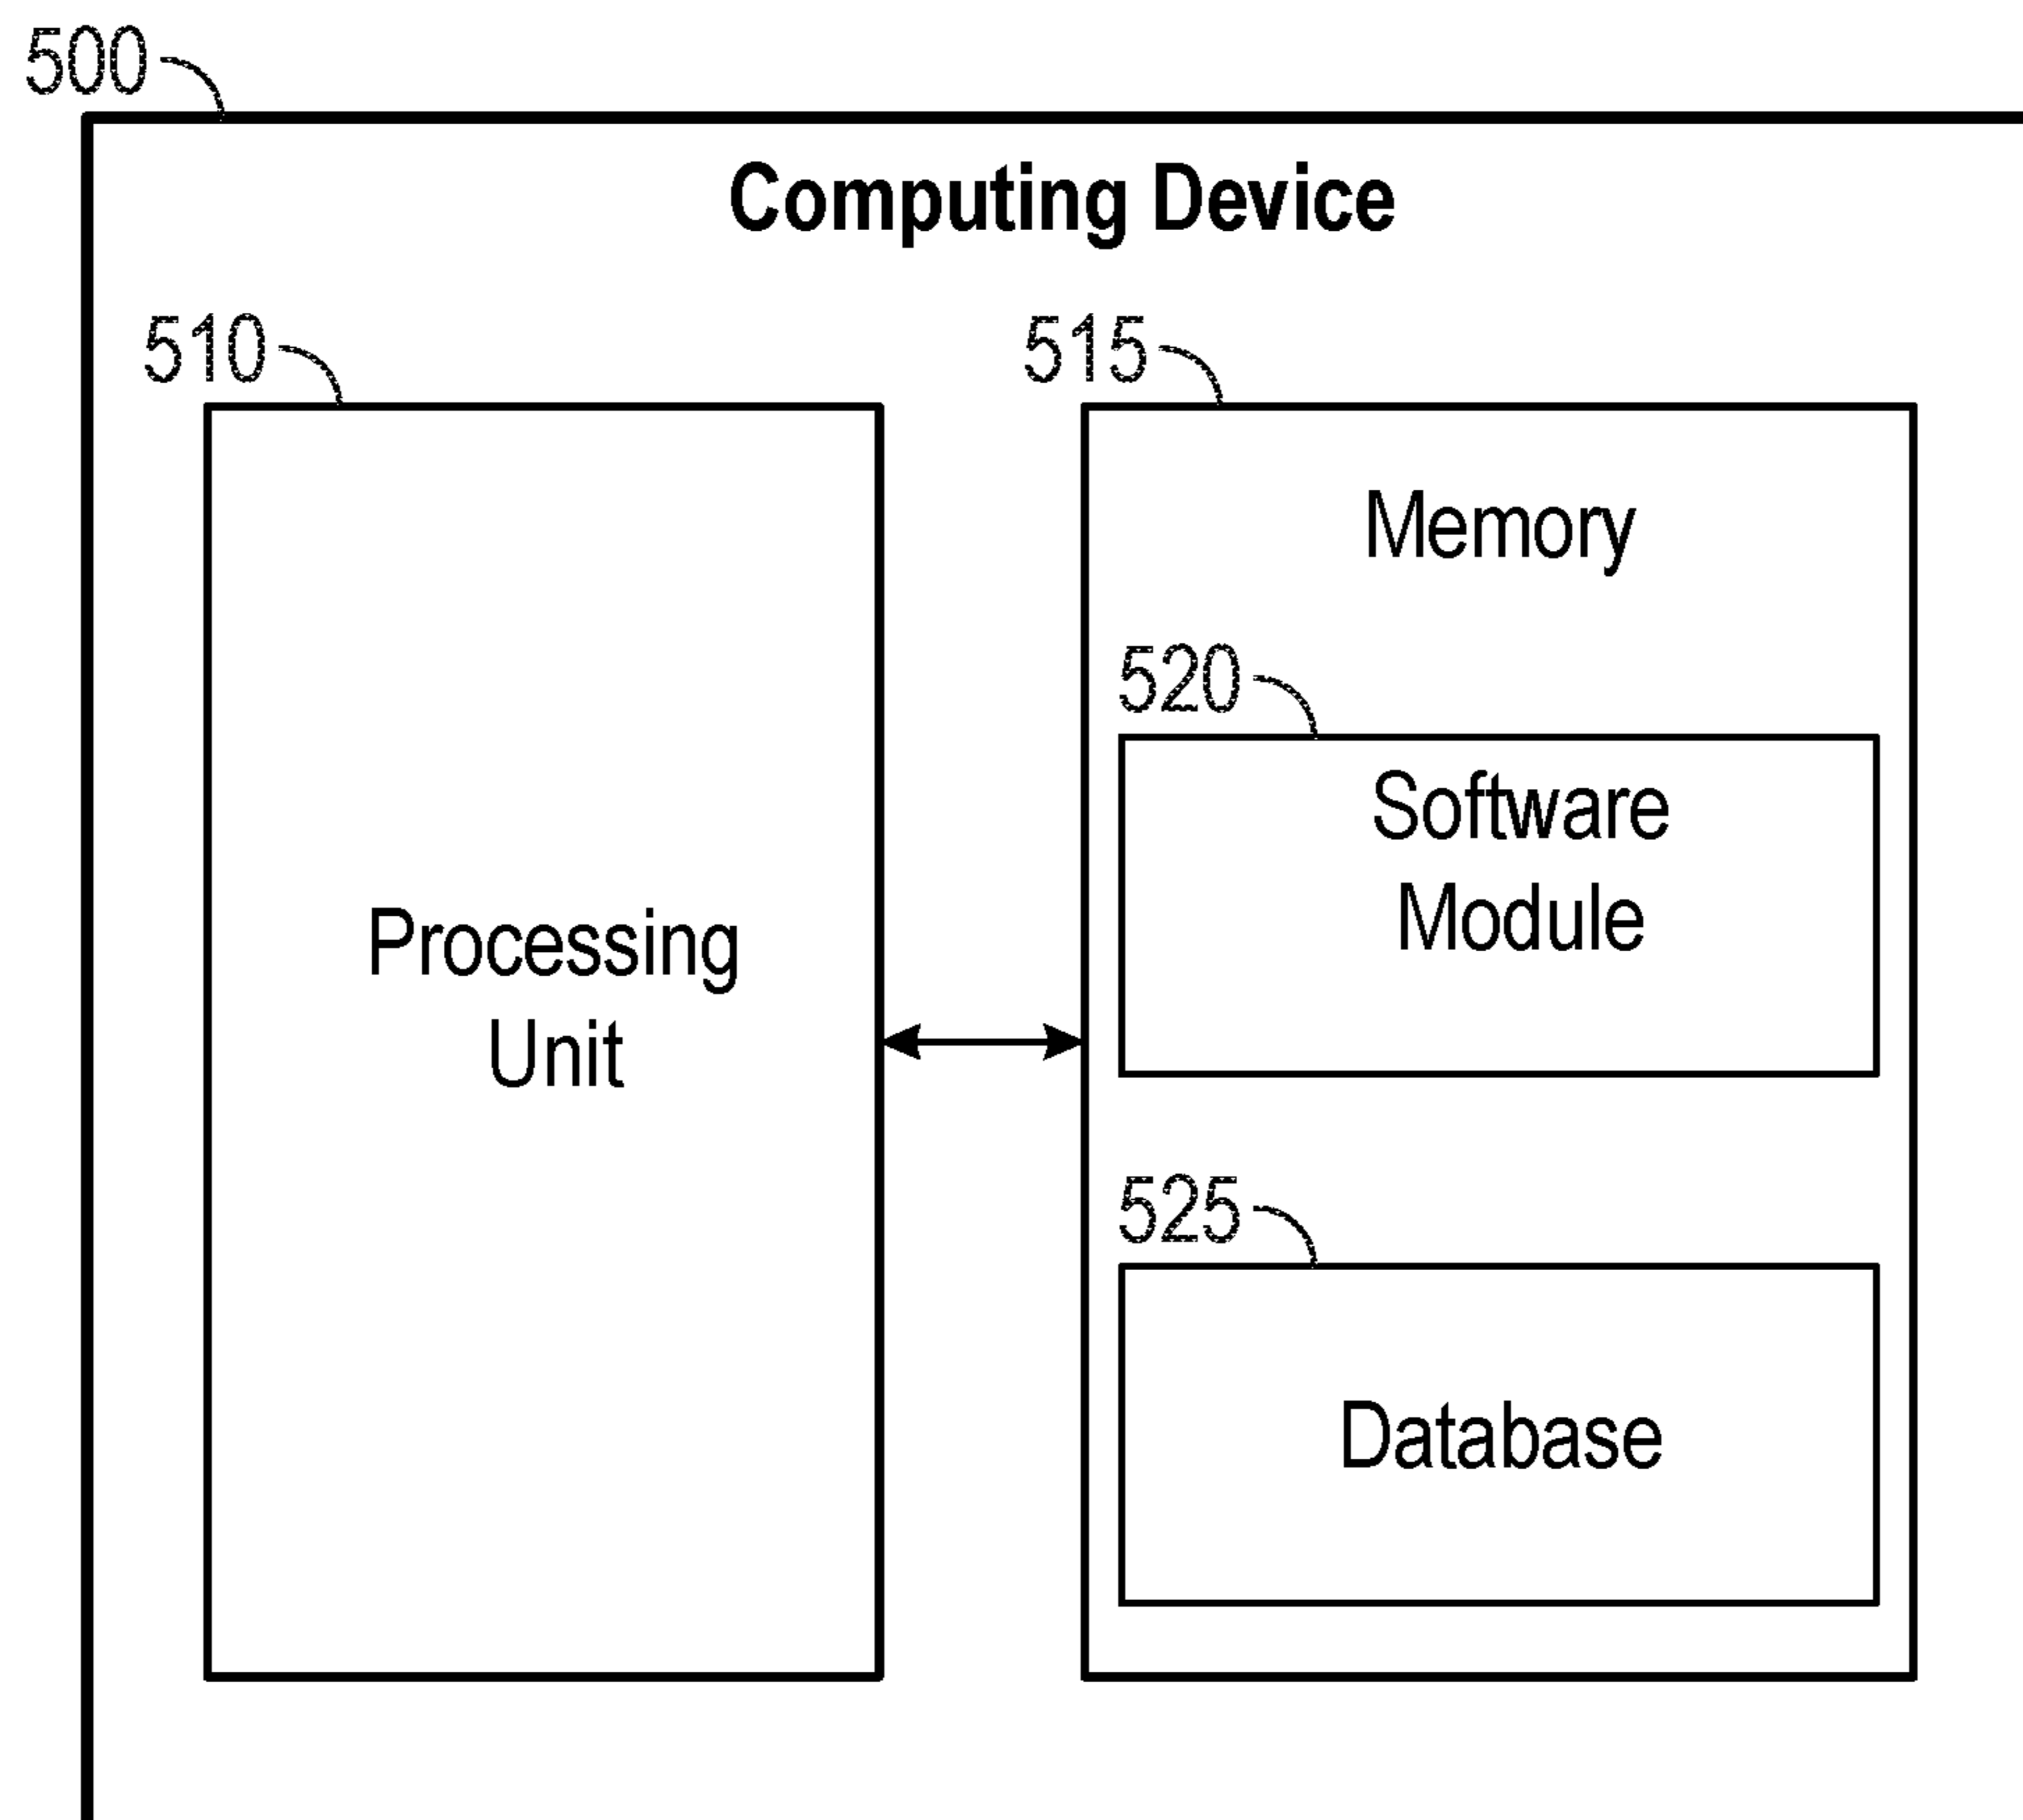 500
Computing Device
510
515
Memory
520
Software
Module
Processing
Unit
525
Database